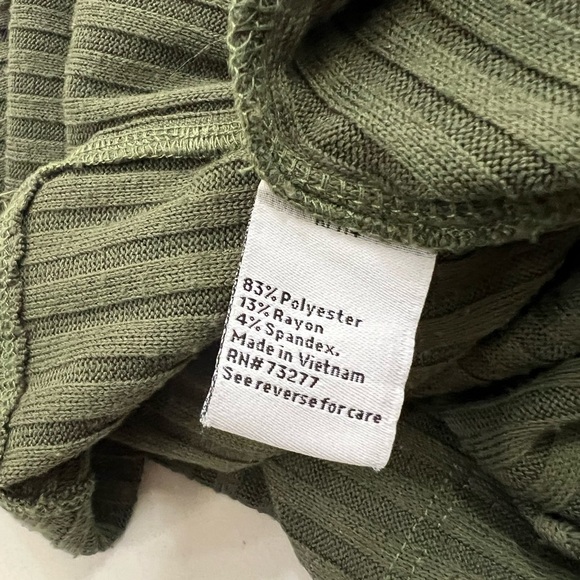 83% Polyester
13% Rayon
4% Spandex.
Made in Vietnam
RN# 73277
See reverse for care